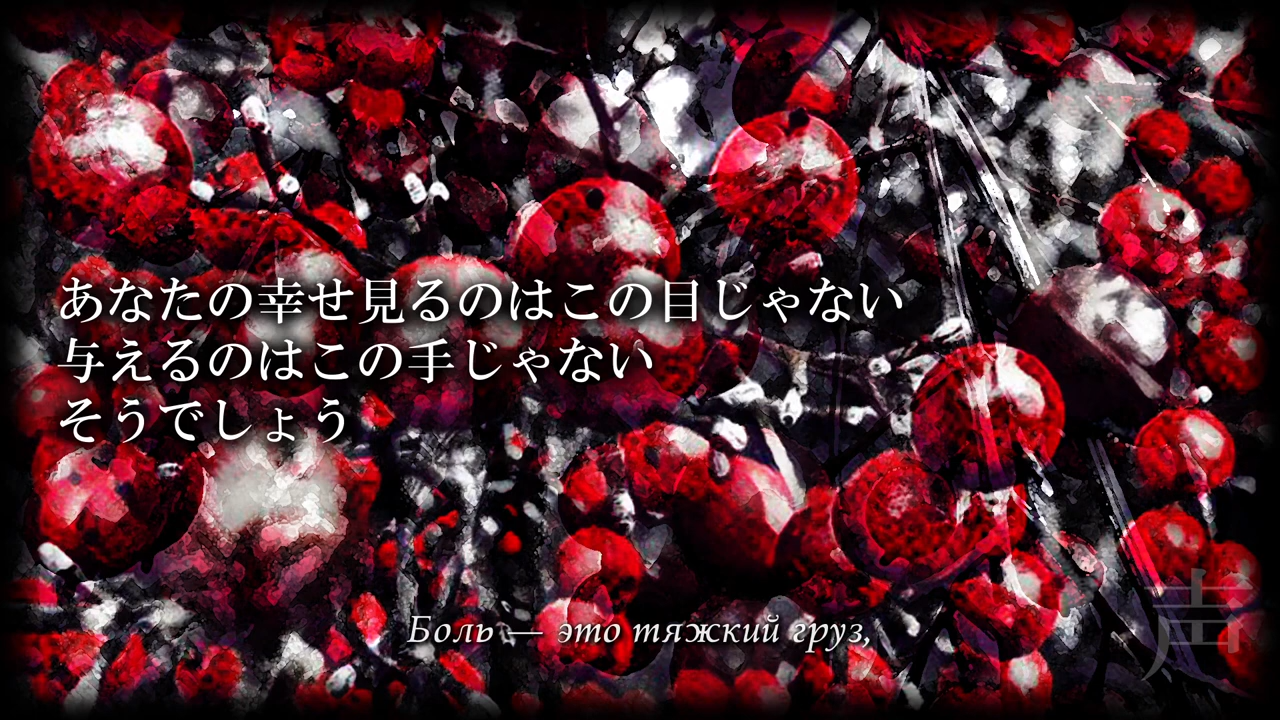 あなたの幸せ見るのはこの目じゃない
与えるのはこの手じゃない
そうでしょう
Боль — это тяжкий груз,
声